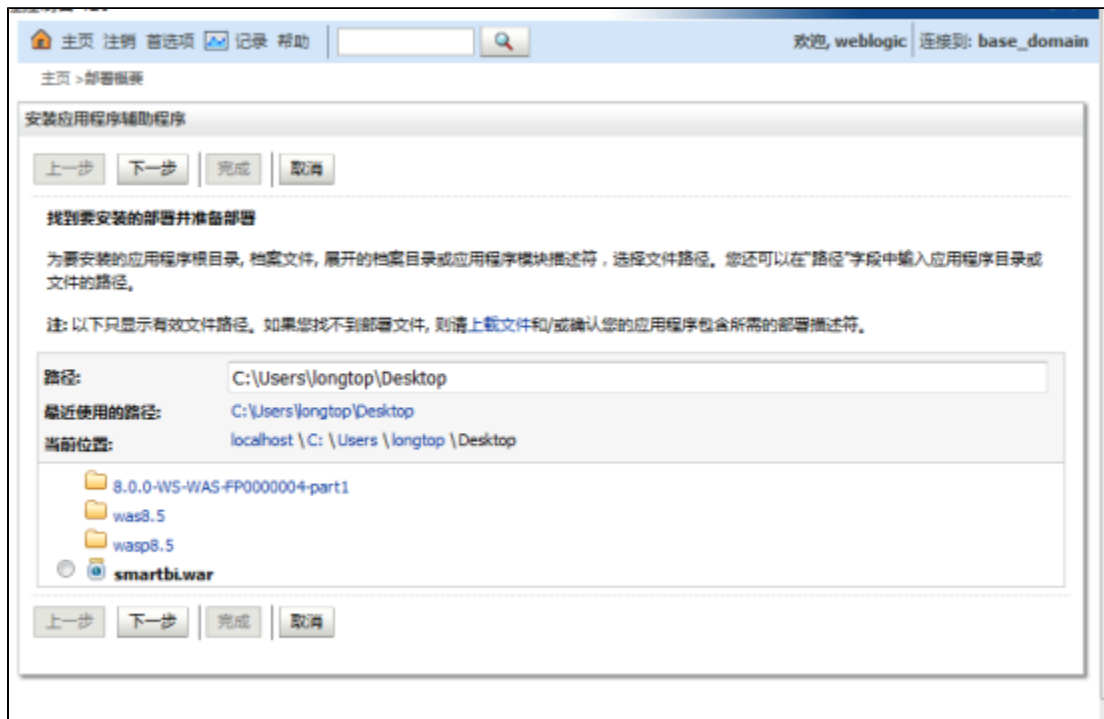 主页 注销 首选项 记录 帮助
欢迎, weblogic 连接到: base_domain
主页 >部署概要
安装应用程序辅助程序
上一步 下一步 完成 取消
找到要安装的部署并准备部署
为要安装的应用程序根目录, 档案文件, 展开的档案目录或应用程序模块描述符，选择文件路径。您还可以在"路径"字段中输入应用程序目录或
文件的路径。
注: 以下只显示有效文件路径。如果您找不到部署文件, 则请上载文件和/或确认您的应用程序包含所需的部署描述符。
路径: C:\Users\longtop\Desktop
最近使用的路径: C:\Users\longtop\Desktop
当前位置: localhost \ C: \ Users \ longtop \ Desktop
8.0.0-WS-WAS-FP0000004-part1
was8.5
wasp8.5
smartbi.war
上一步 下一步 完成 取消